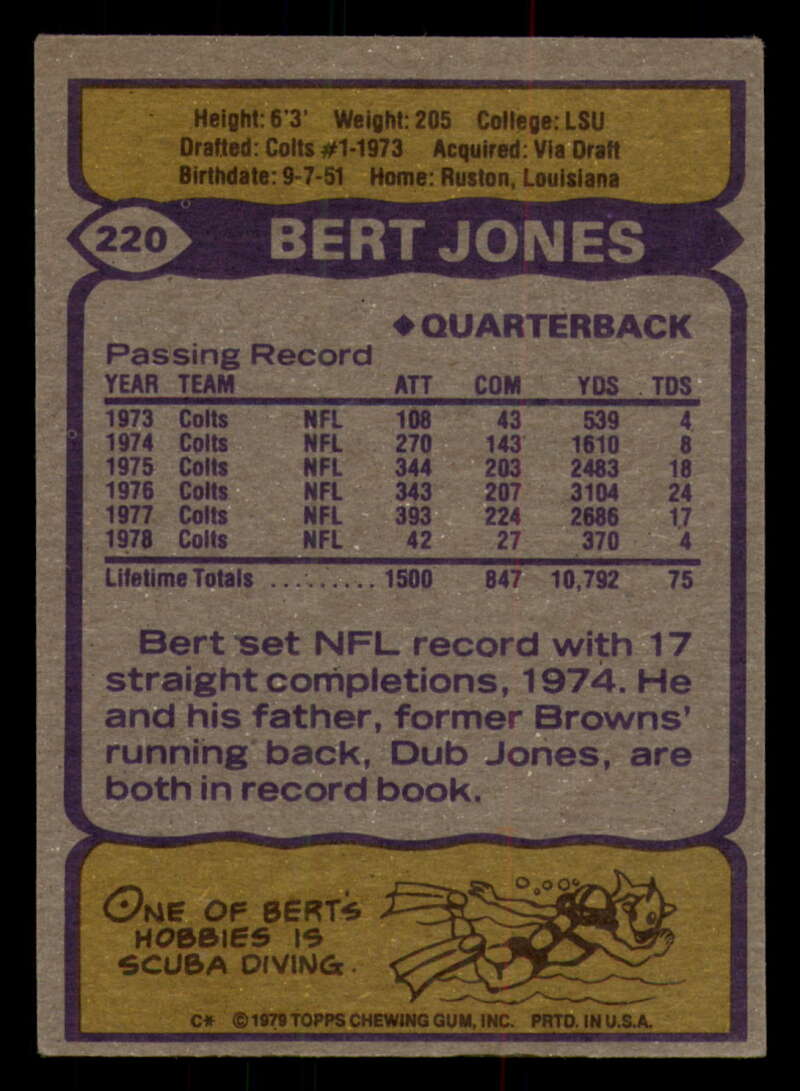 Height: 6'3' Weight: 205 College: LSU
Drafted: Colts #1-1973 Acquired: Via Draft
Birthdate: 9-7-51 Home: Ruston, Louisiana
220 BERT JONES
◆ QUARTERBACK
Passing Record
YEAR TEAM ATT COM YDS TDS
1973 Colts NFL 108 43 539 4
1974 Colts NFL 270 143 1610 8
1975 Colts NFL 344 203 2483 18
1976 Colts NFL 343 207 3104 24
1977 Colts NFL 393 224 2686 17
1978 Colts NFL 42 27 370 4
Lifetime Totals .......... 1500 847 10,792 75
Bert set NFL record with 17
straight completions, 1974. He
and his father, former Browns'
running back, Dub Jones, are
both in record book.
ONE OF BERT'S
HOBBIES IS
SCUBA DIVING.
C* © 1979 TOPPS CHEWING GUM, INC. PRTD. IN U.S.A.